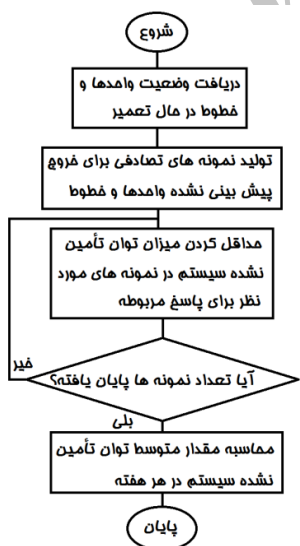 شروع
دریافت وضعیت واحدها و
خطوط در حال تعمیر
تولید نمونه های تصادفی برای خروج
پیش بینی نشده واحدها و خطوط
حداقل کردن میزان توان تأمین
نشده سیستم در نمونه های مورد
نظر برای پاسخ مربوطه
آیا تعداد نمونه ها پایان یافته؟
خیر
بلی
محاسبه مقدار متوسط توان تأمین
نشده سیستم در هر هفته
پایان